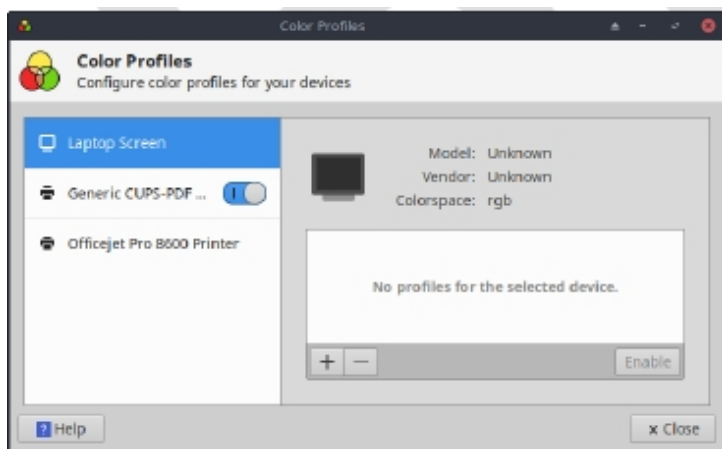 Color Profiles
Color Profiles
Configure color profiles for your devices
Laptop Screen
Generic CUPS-PDF ...
Officejet Pro 8600 Printer
Model: Unknown
Vendor: Unknown
Colorspace: rgb
No profiles for the selected device.
Enable
? Help
x Close